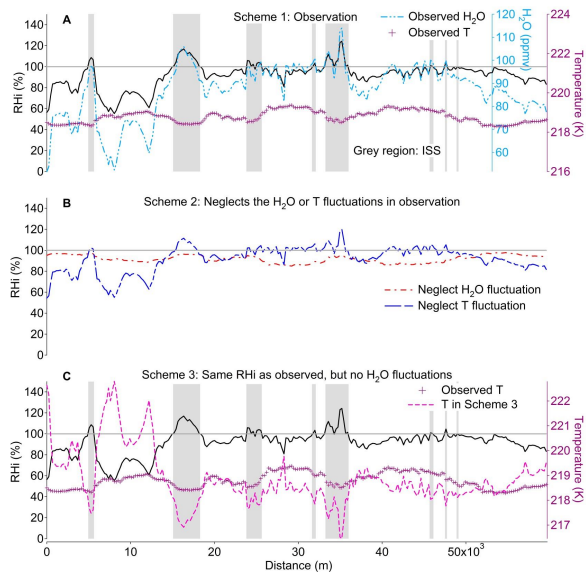 A
Scheme 1: Observation
Observed H₂O
Observed T
Grey region: ISS
RHi (%)
140
120
100
80
60
40
20
0
H₂O (ppmv)
120
110
100
90
80
70
60
Temperature (K)
224
222
220
218
216
B
Scheme 2: Neglects the H₂O or T fluctuations in observation
Neglect H₂O fluctuation
Neglect T fluctuation
RHi (%)
140
120
100
80
60
40
20
0
C
Scheme 3: Same RHi as observed, but no H₂O fluctuations
Observed T
T in Scheme 3
RHi (%)
140
120
100
80
60
40
20
0
Temperature (K)
222
221
220
219
218
217
0 10 20 30 40 50x10³
Distance (m)